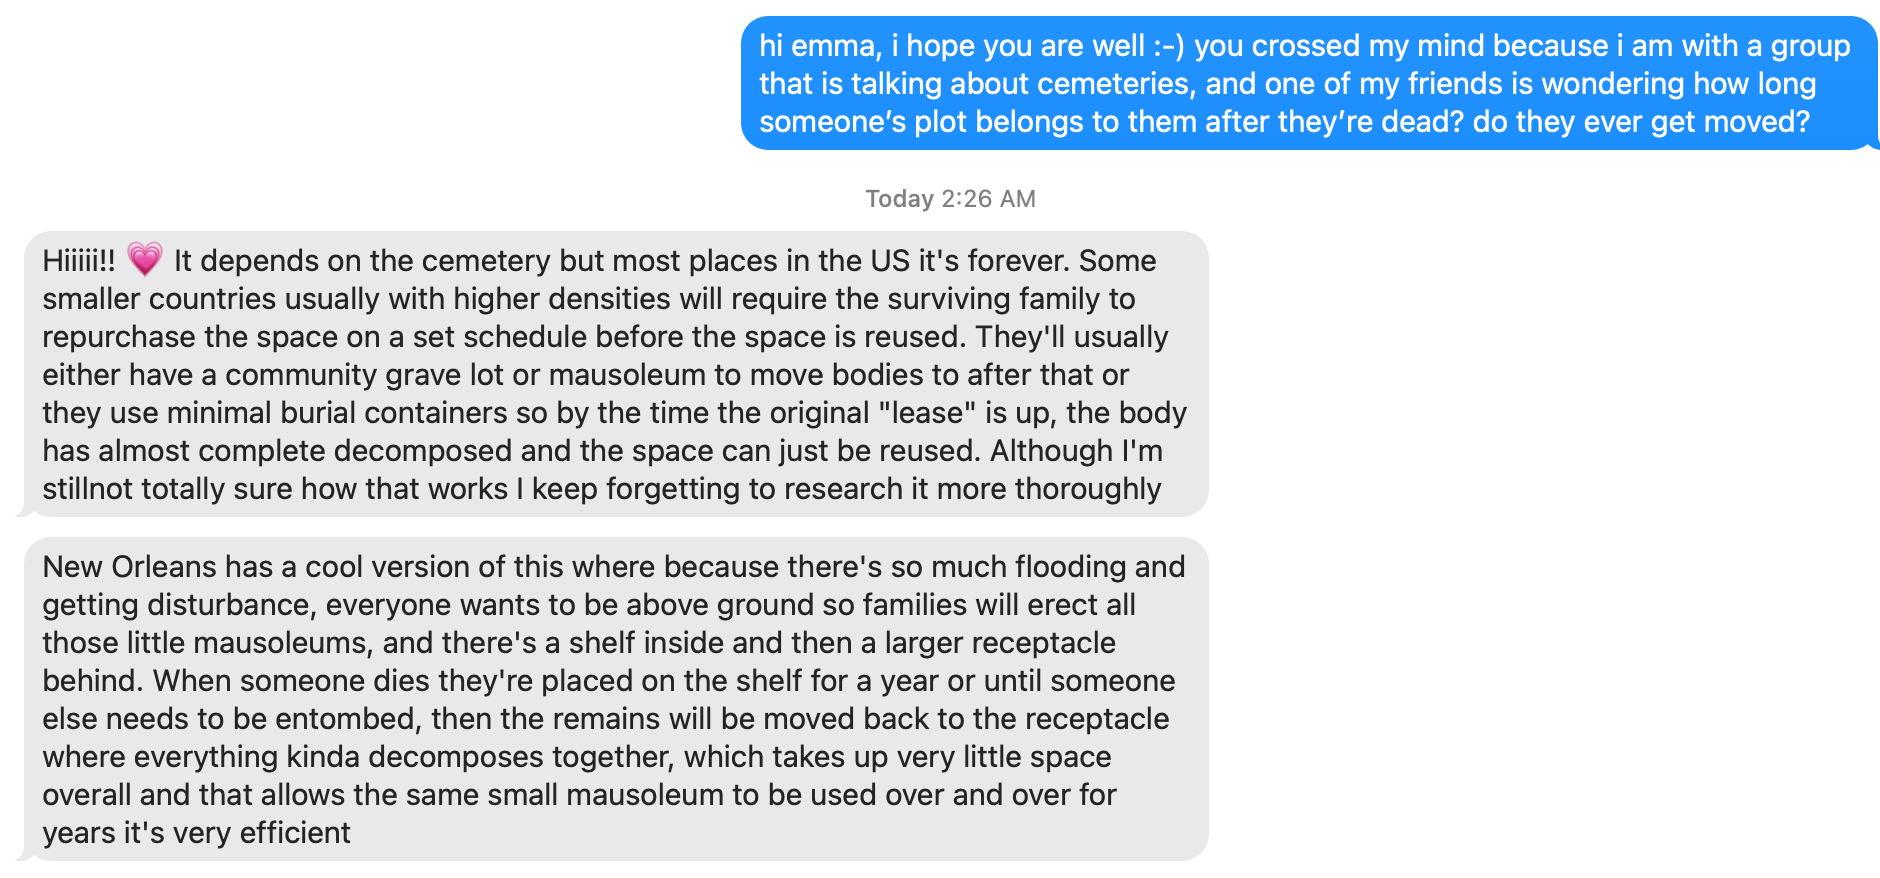 hi emma, i hope you are well :-) you crossed my mind because i am with a group
that is talking about cemeteries, and one of my friends is wondering how long
someone’s plot belongs to them after they’re dead? do they ever get moved?
Today 2:26 AM
Hiiiii!! 💗 It depends on the cemetery but most places in the US it's forever. Some
smaller countries usually with higher densities will require the surviving family to
repurchase the space on a set schedule before the space is reused. They'll usually
either have a community grave lot or mausoleum to move bodies to after that or
they use minimal burial containers so by the time the original "lease" is up, the body
has almost complete decomposed and the space can just be reused. Although I'm
stillnot totally sure how that works I keep forgetting to research it more thoroughly
New Orleans has a cool version of this where because there's so much flooding and
getting disturbance, everyone wants to be above ground so families will erect all
those little mausoleums, and there's a shelf inside and then a larger receptacle
behind. When someone dies they're placed on the shelf for a year or until someone
else needs to be entombed, then the remains will be moved back to the receptacle
where everything kinda decomposes together, which takes up very little space
overall and that allows the same small mausoleum to be used over and over for
years it's very efficient